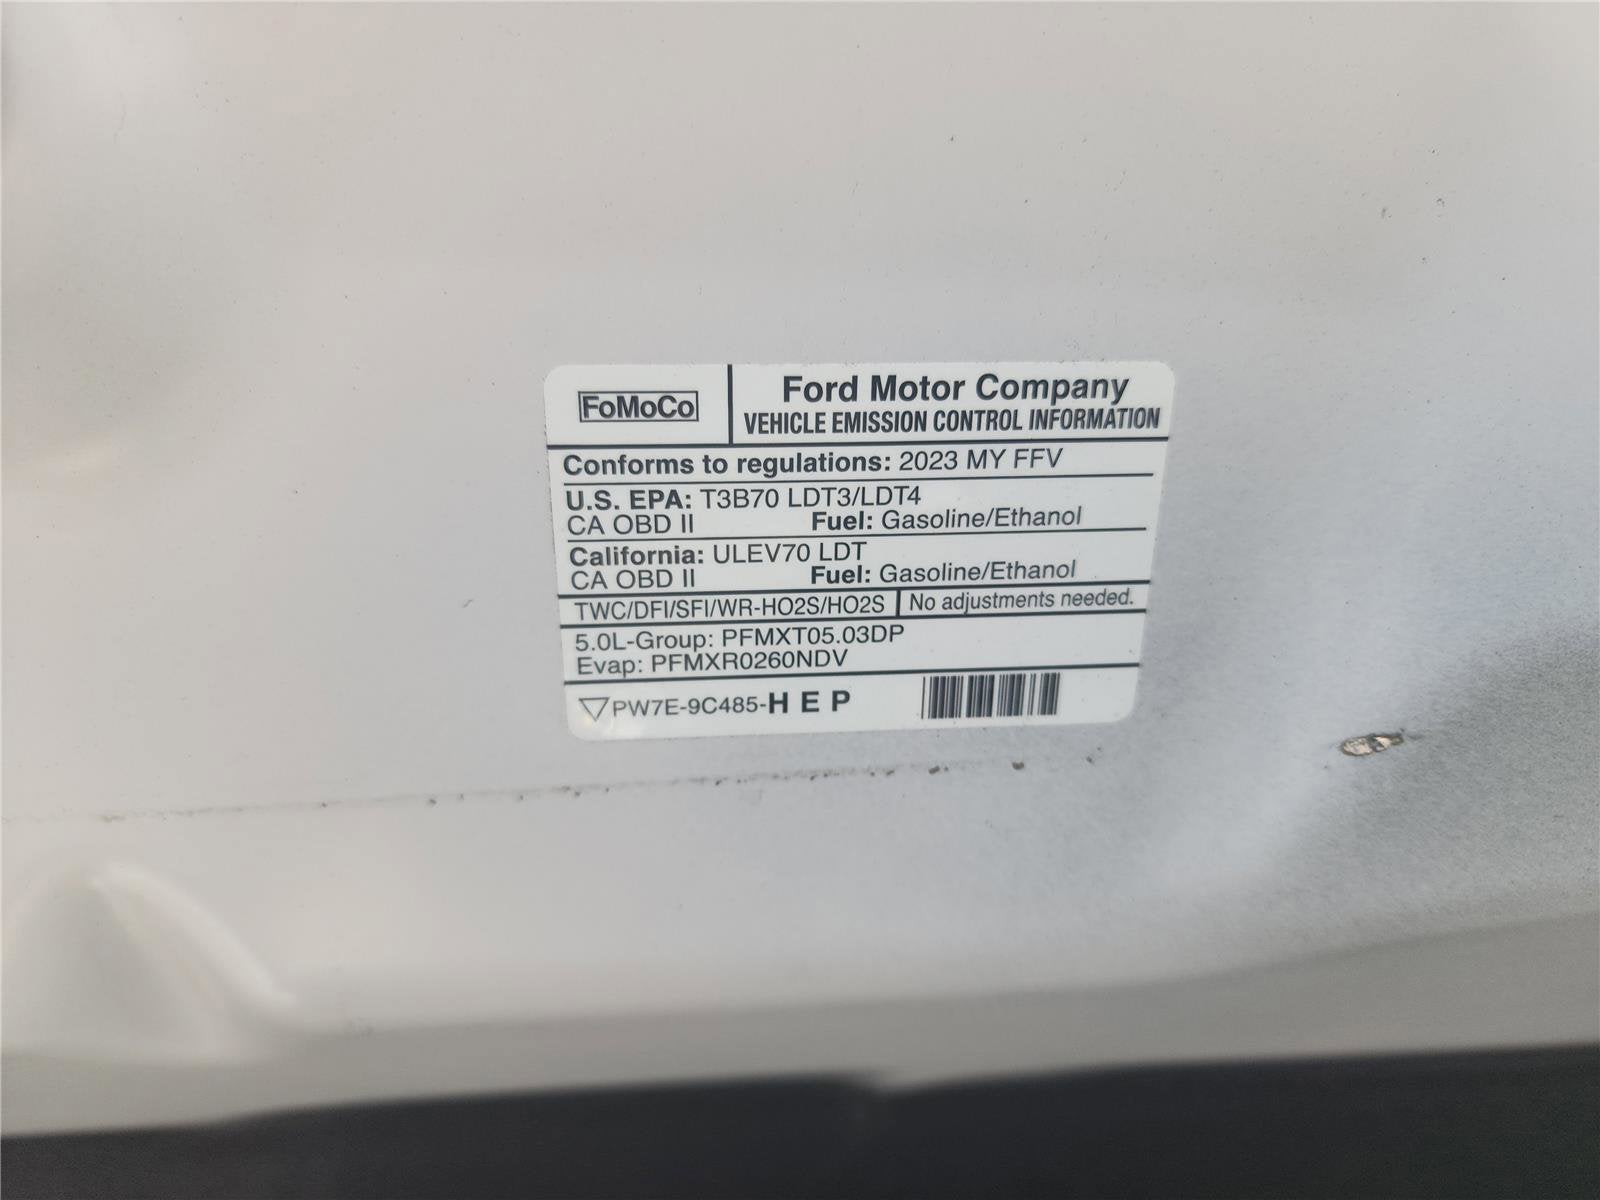 FoMoCo
Ford Motor Company
VEHICLE EMISSION CONTROL INFORMATION
Conforms to regulations: 2023 MY FFV
U.S. EPA: T3B70 LDT3/LDT4
CA OBD II Fuel: Gasoline/Ethanol
California: ULEV70 LDT
CA OBD II Fuel: Gasoline/Ethanol
TWC/DFI/SFI/WR-HO2S/HO2S No adjustments needed.
5.0L-Group: PFMXT05.03DP
Evap: PFMXR0260NDV
PW7E-9C485-H E P